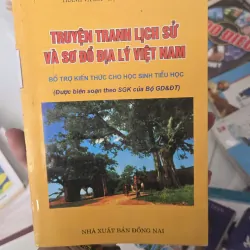 TRUYỆN TRANH LỊCH SỬ
VÀ SƠ ĐỒ ĐỊA LÝ VIỆT NAM
BỔ TRỢ KIẾN THỨC CHO HỌC SINH TIỂU HỌC
(Được biên soạn theo SGK của Bộ GD&ĐT)
NHÀ XUẤT BẢN ĐỒNG NAI